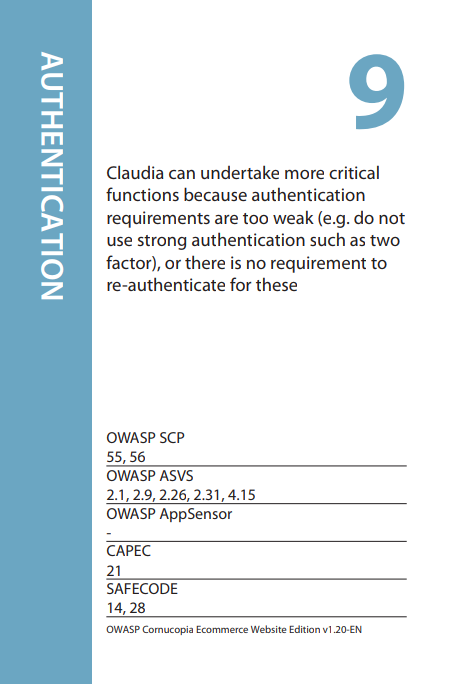 AUTHENTICATION
9
Claudia can undertake more critical
functions because authentication
requirements are too weak (e.g. do not
use strong authentication such as two
factor), or there is no requirement to
re-authenticate for these
OWASP SCP
55, 56
OWASP ASVS
2.1, 2.9, 2.26, 2.31, 4.15
OWASP AppSensor
-
CAPEC
21
SAFECODE
14, 28
OWASP Cornucopia Ecommerce Website Edition v1.20-EN